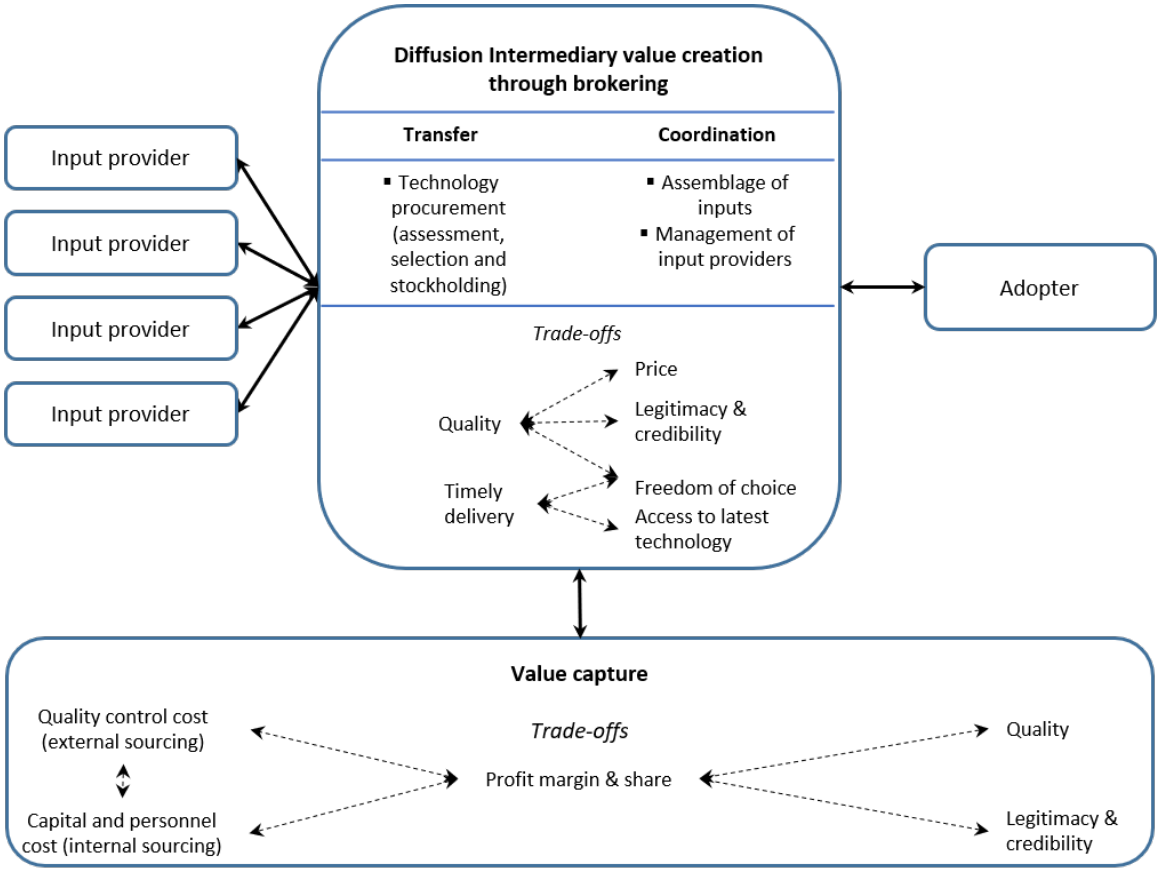 Diffusion Intermediary value creation
through brokering
Transfer
Coordination
Input provider
Input provider
Input provider
Input provider
▪ Technology
procurement
(assessment,
selection and
stockholding)
▪ Assemblage of
inputs
▪ Management of
input providers
Adopter
Trade-offs
Quality
Timely
delivery
Price
Legitimacy &
credibility
Freedom of choice
Access to latest
technology
Value capture
Trade-offs
Quality control cost
(external sourcing)
Capital and personnel
cost (internal sourcing)
Profit margin & share
Quality
Legitimacy &
credibility